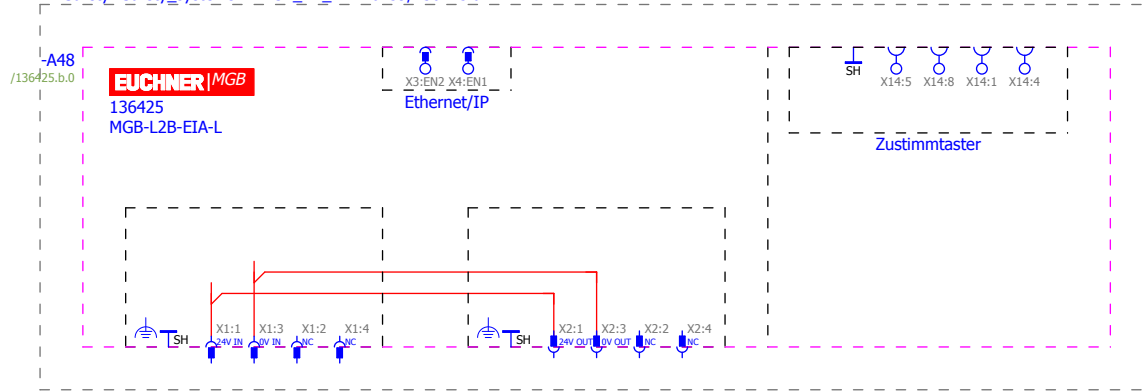 -A48
/136425.b.0
EUCHNER MGB
136425
MGB-L2B-EIA-L
X3:EN2 X4:EN1
Ethernet/IP
SH
X14:5 X14:8 X14:1 X14:4
Zustimmtaster
X1:1 X1:3 X1:2 X1:4
SH 24V IN 0V IN NC NC
X2:1 X2:3 X2:2 X2:4
SH 24V OUT 0V OUT NC NC